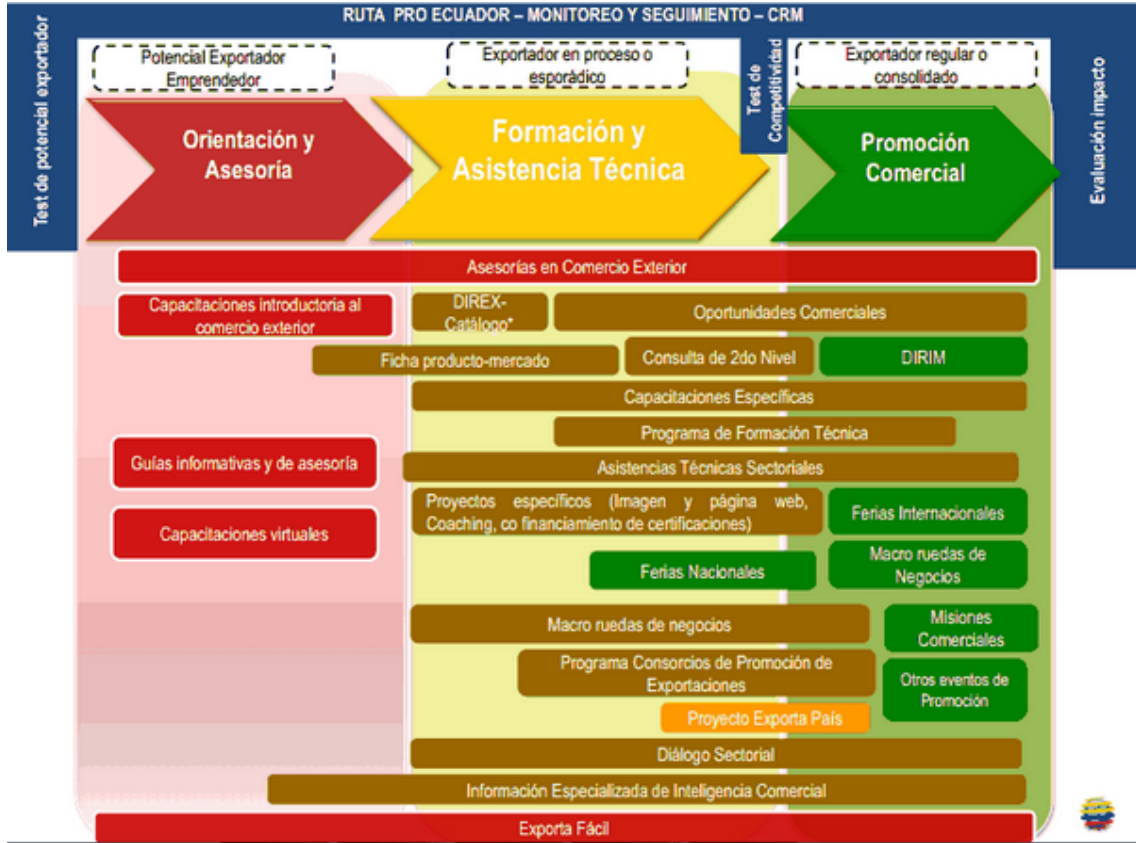 RUTA PRO ECUADOR – MONITOREO Y SEGUIMIENTO – CRM
Test de potencial exportador
Potencial Exportador
Emprendedor
Exportador en proceso o
esporádico
Test de
Competitividad
Exportador regular o
consolidado
Evaluación impacto
Orientación y
Asesoría
Formación y
Asistencia Técnica
Promoción
Comercial
Asesorías en Comercio Exterior
Capacitaciones introductoria al
comercio exterior
DIREX-
Catálogo*
Oportunidades Comerciales
Ficha producto-mercado
Consulta de 2do Nivel
DIRIM
Capacitaciones Específicas
Programa de Formación Técnica
Guías informativas y de asesoría
Asistencias Técnicas Sectoriales
Proyectos específicos (Imagen y página web,
Coaching, co financiamiento de certificaciones)
Ferias Internacionales
Capacitaciones virtuales
Ferias Nacionales
Macro ruedas de
Negocios
Macro ruedas de negocios
Misiones
Comerciales
Programa Consorcios de Promoción de
Exportaciones
Otros eventos de
Promoción
Proyecto Exporta País
Diálogo Sectorial
Información Especializada de Inteligencia Comercial
Exporta Fácil